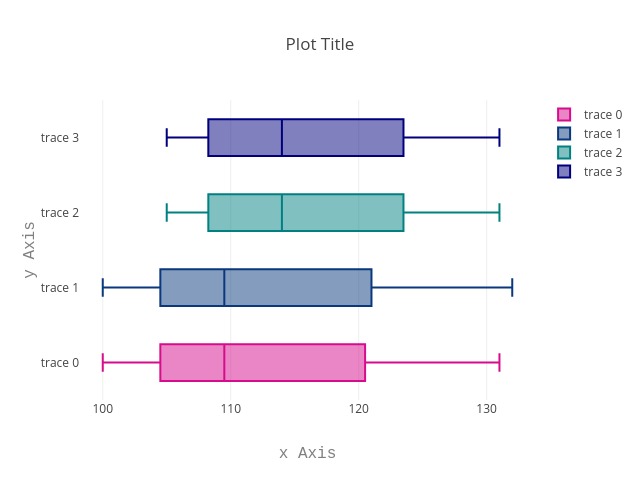 Plot Title
trace 0
trace 1
trace 2
trace 3
trace 3
trace 2
trace 1
trace 0
y Axis
100 110 120 130
x Axis